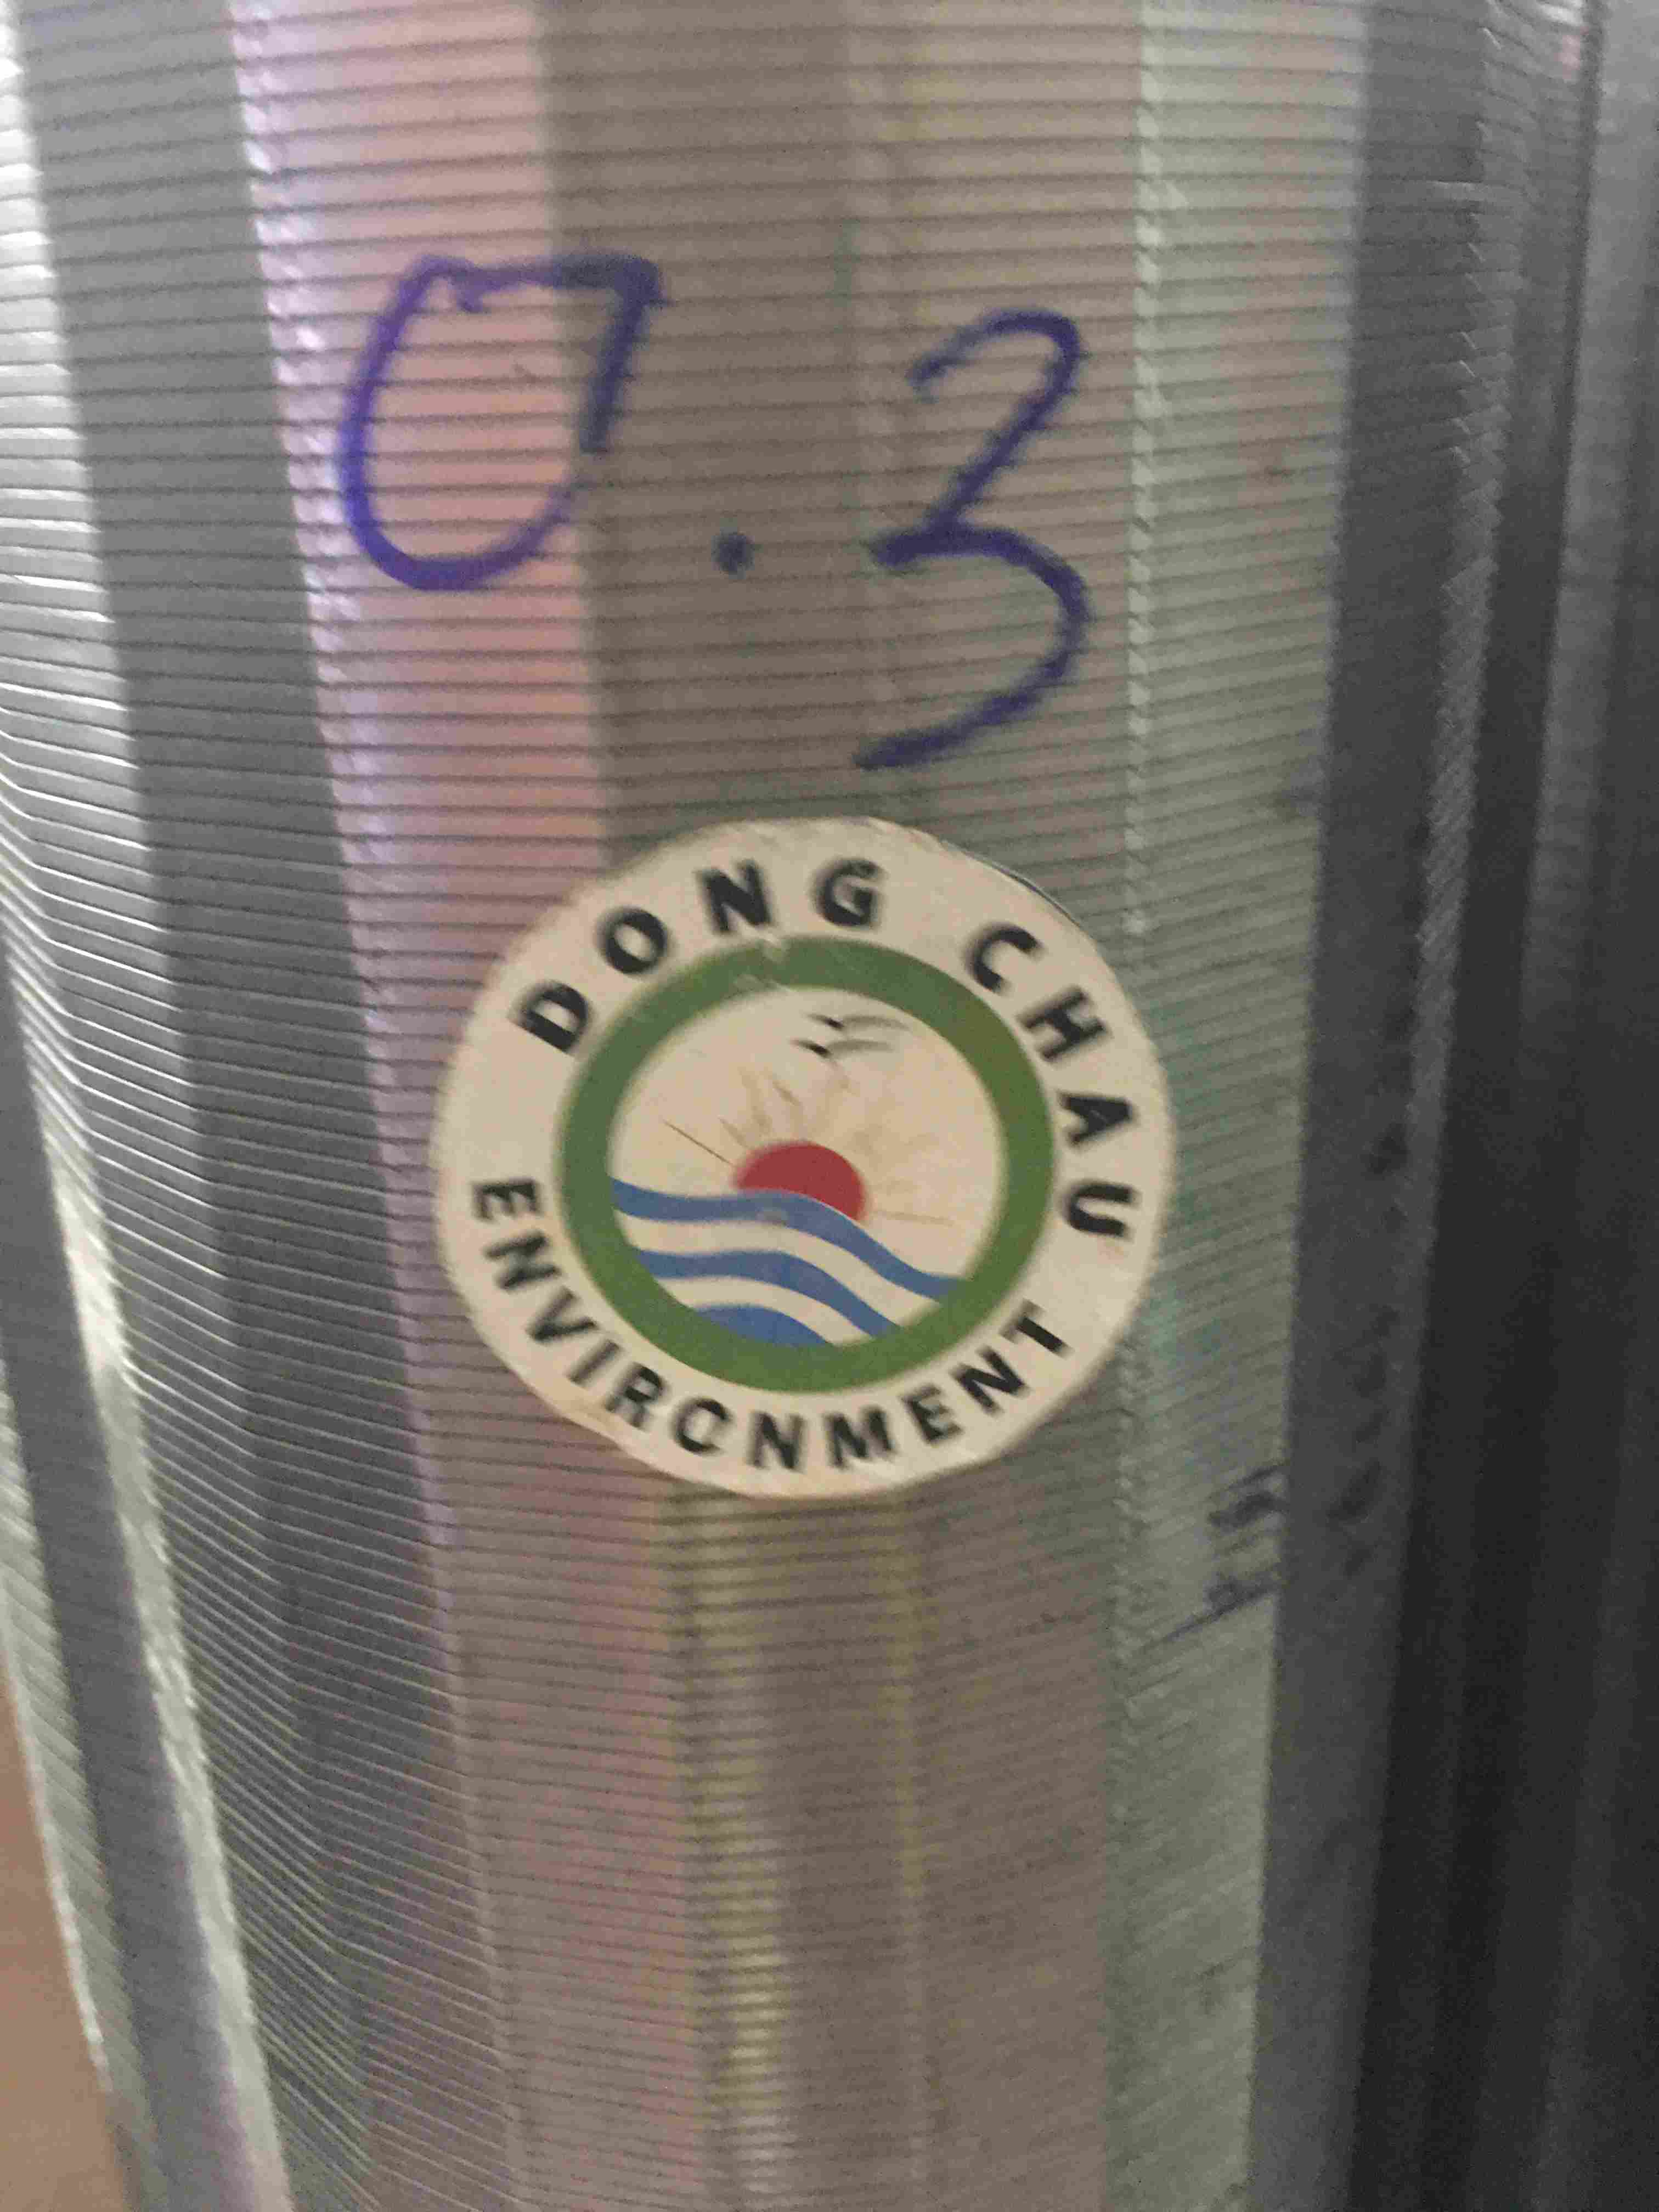 0.3
DONG CHAU
ENVIRONMENT